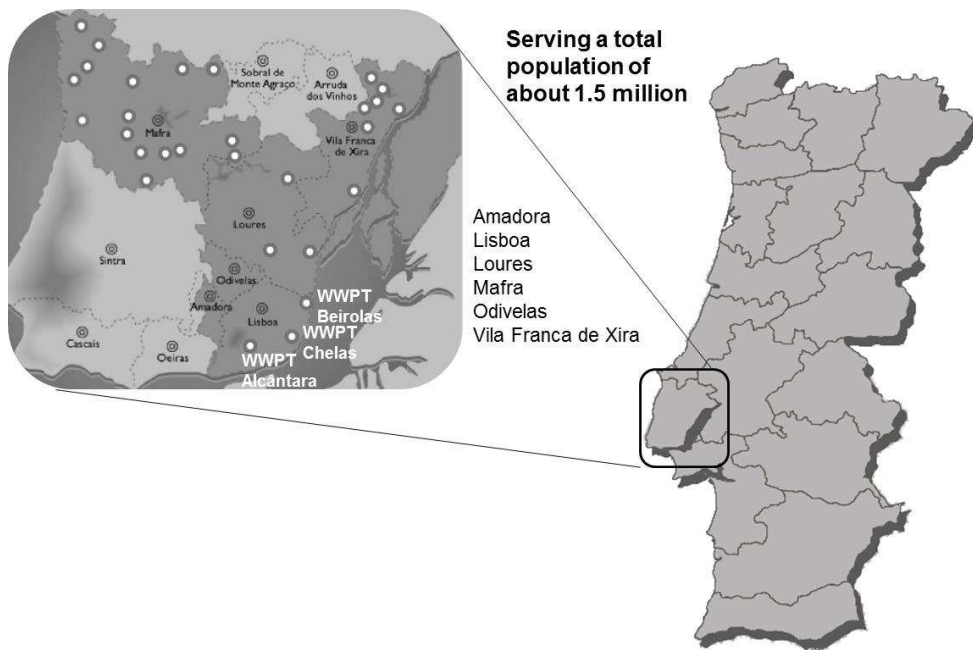 Serving a total
population of
about 1.5 million
Sobral de
Monte Agraço
Arruda
dos Vinhos
Mafra
Vila Franca
de Xira
Loures
Sintra
Odivelas
Amadora
Lisboa
Cascais
Oeiras
WWPT
Beirolas
WWPT
Chelas
WWPT
Alcântara
Amadora
Lisboa
Loures
Mafra
Odivelas
Vila Franca de Xira